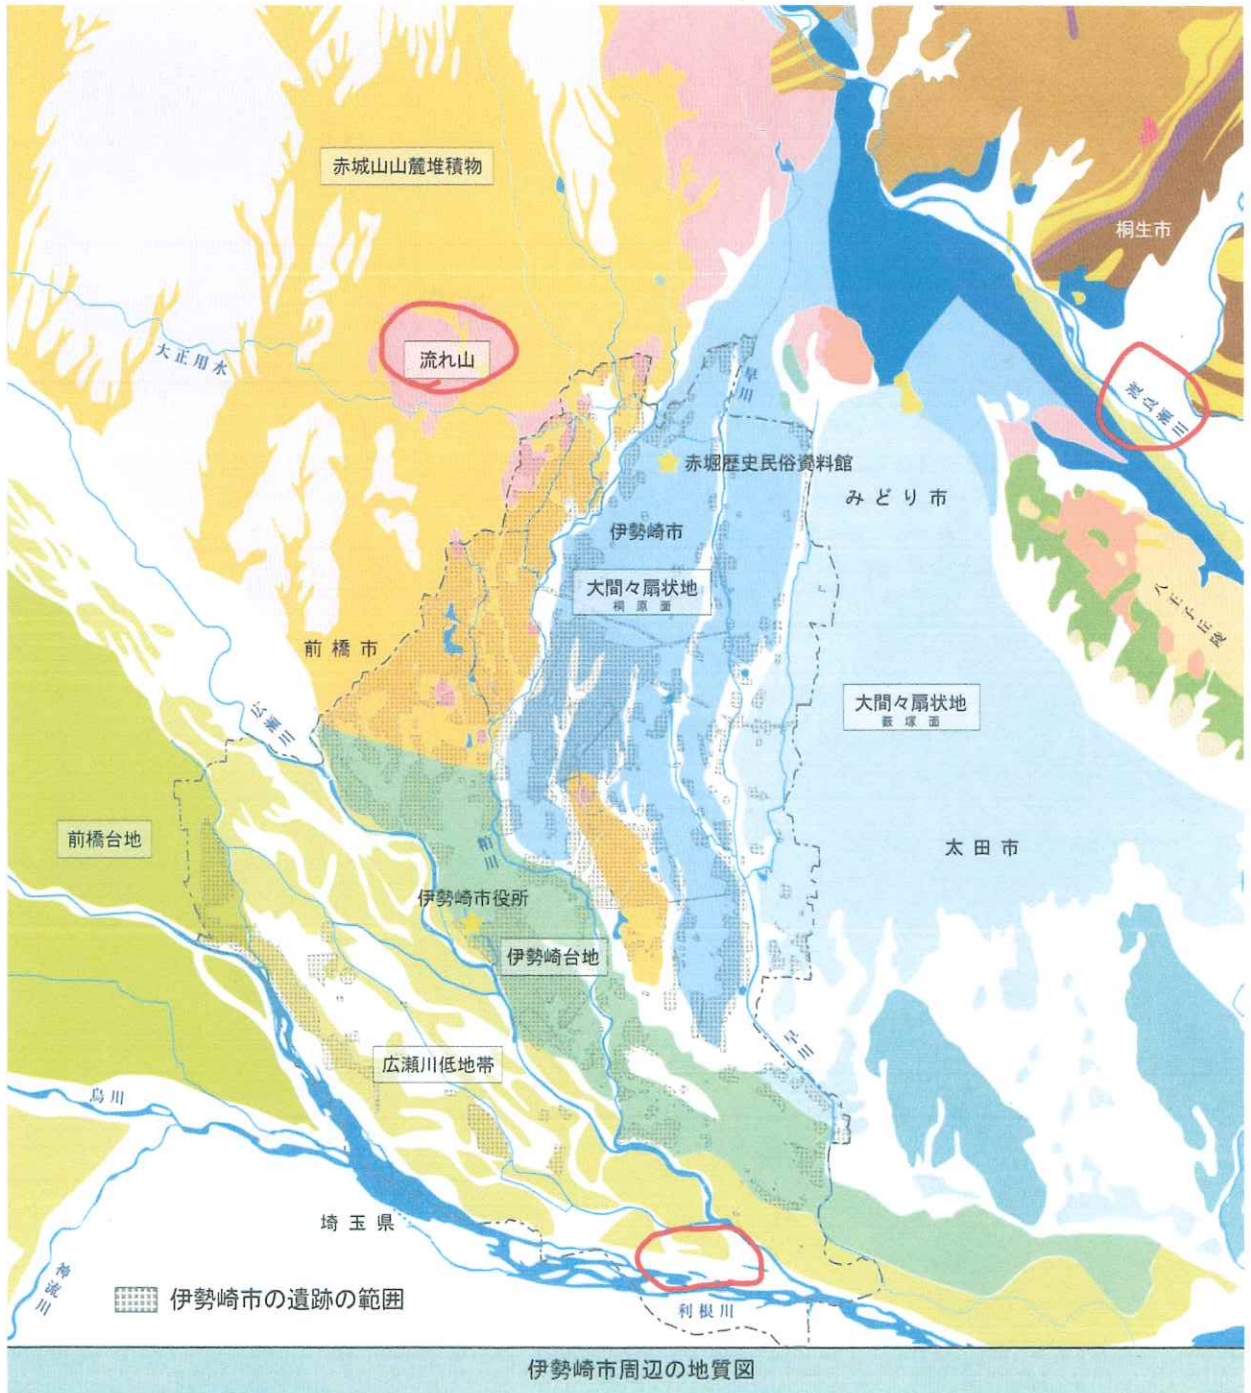 赤城山山麓堆積物
桐生市
流れ山
大正用水
早川
渡良瀬川
赤堀歴史民俗資料館
みどり市
伊勢崎市
大間々扇状地
桐原面
八王子丘陵
前橋市
大間々扇状地
藪塚面
広瀬川
前橋台地
粕川
太田市
伊勢崎市役所
伊勢崎台地
早川
広瀬川低地帯
烏川
埼玉県
神流川
伊勢崎市の遺跡の範囲
利根川
伊勢崎市周辺の地質図